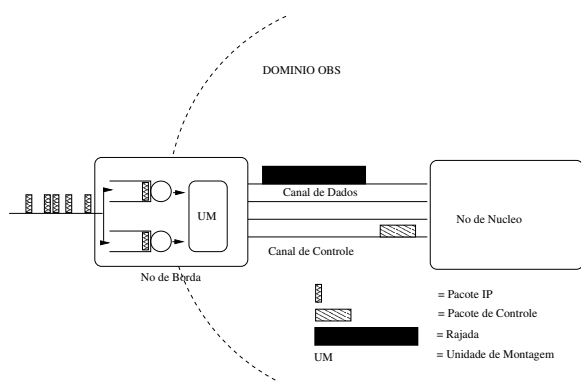 DOMINIO OBS
UM
Canal de Dados
No de Nucleo
Canal de Controle
No de Borda
= Pacote IP
= Pacote de Controle
= Rajada
UM = Unidade de Montagem